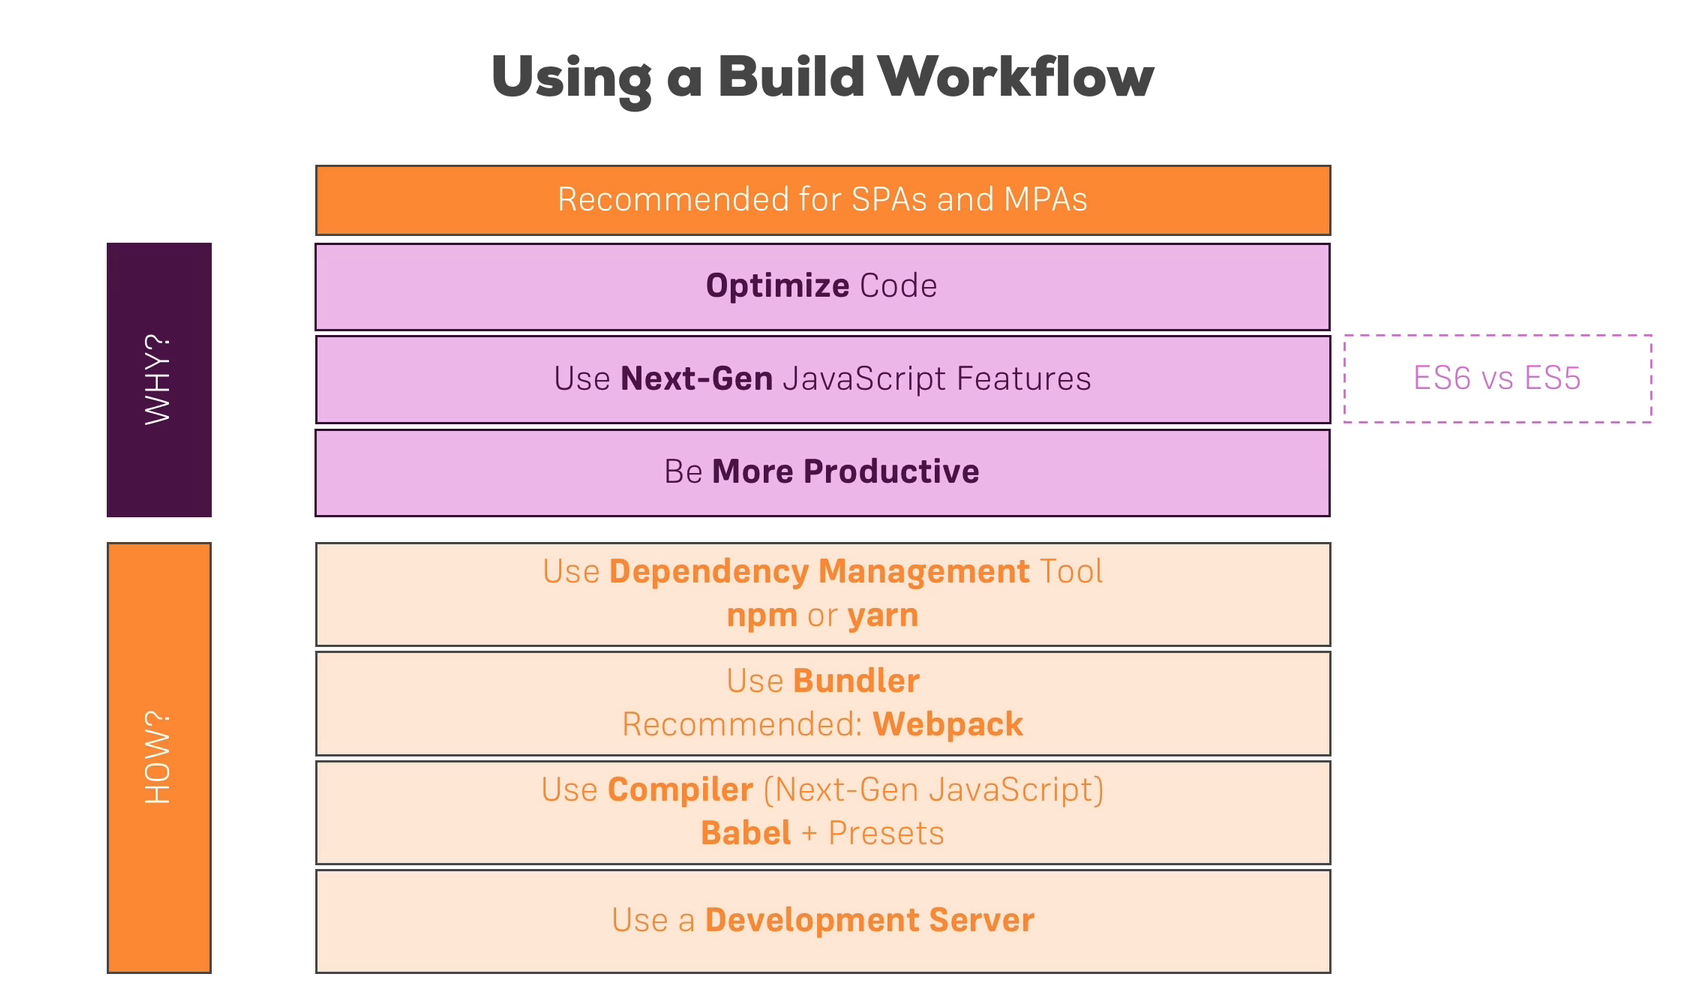 Using a Build Workflow
Recommended for SPAs and MPAs
WHY?
Optimize Code
Use Next-Gen JavaScript Features
ES6 vs ES5
Be More Productive
HOW?
Use Dependency Management Tool
npm or yarn
Use Bundler
Recommended: Webpack
Use Compiler (Next-Gen JavaScript)
Babel + Presets
Use a Development Server